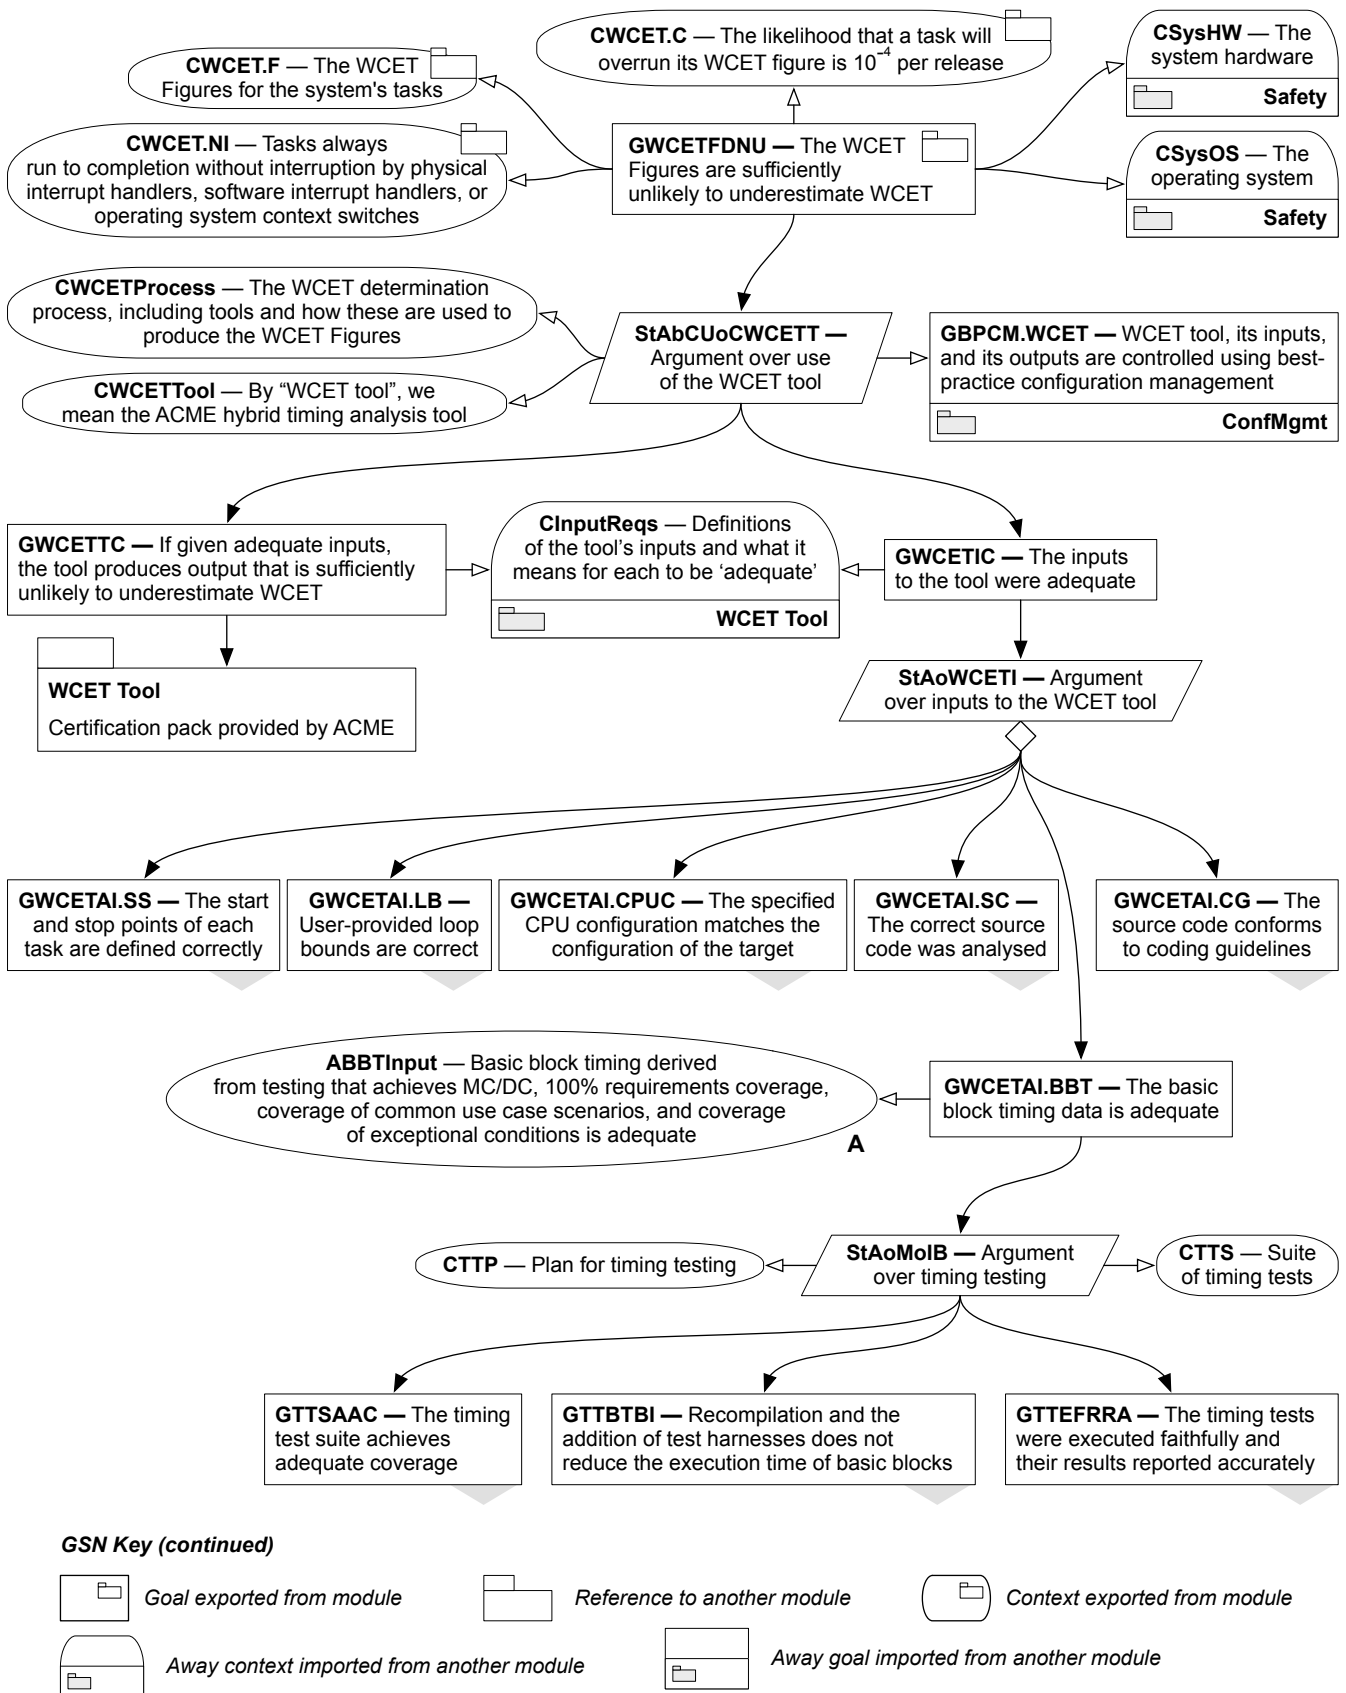 CWCET.F — The WCET
Figures for the system's tasks
CWCET.C — The likelihood that a task will
overrun its WCET figure is 10⁻⁴ per release
CSysHW — The
system hardware
Safety
CWCET.NI — Tasks always
run to completion without interruption by physical
interrupt handlers, software interrupt handlers, or
operating system context switches
GWCETFDNU — The WCET
Figures are sufficiently
unlikely to underestimate WCET
CSysOS — The
operating system
Safety
CWCETProcess — The WCET determination
process, including tools and how these are used to
produce the WCET Figures
CWCETTool — By “WCET tool”, we
mean the ACME hybrid timing analysis tool
StAbCUoCWCETT —
Argument over use
of the WCET tool
GBPCM.WCET — WCET tool, its inputs,
and its outputs are controlled using best-
practice configuration management
ConfMgmt
GWCETTC — If given adequate inputs,
the tool produces output that is sufficiently
unlikely to underestimate WCET
CInputReqs — Definitions
of the tool’s inputs and what it
means for each to be ‘adequate’
WCET Tool
GWCETIC — The inputs
to the tool were adequate
WCET Tool
Certification pack provided by ACME
StAoWCETI — Argument
over inputs to the WCET tool
GWCETAI.SS — The start
and stop points of each
task are defined correctly
GWCETAI.LB —
User-provided loop
bounds are correct
GWCETAI.CPUC — The specified
CPU configuration matches the
configuration of the target
GWCETAI.SC —
The correct source
code was analysed
GWCETAI.CG — The
source code conforms
to coding guidelines
ABBTInput — Basic block timing derived
from testing that achieves MC/DC, 100% requirements coverage,
coverage of common use case scenarios, and coverage
of exceptional conditions is adequate
A
GWCETAI.BBT — The basic
block timing data is adequate
CTTP — Plan for timing testing
StAoMoIB — Argument
over timing testing
CTTS — Suite
of timing tests
GTTSAAC — The timing
test suite achieves
adequate coverage
GTTBTBI — Recompilation and the
addition of test harnesses does not
reduce the execution time of basic blocks
GTTEFRRA — The timing tests
were executed faithfully and
their results reported accurately
GSN Key (continued)
Goal exported from module
Reference to another module
Context exported from module
Away context imported from another module
Away goal imported from another module